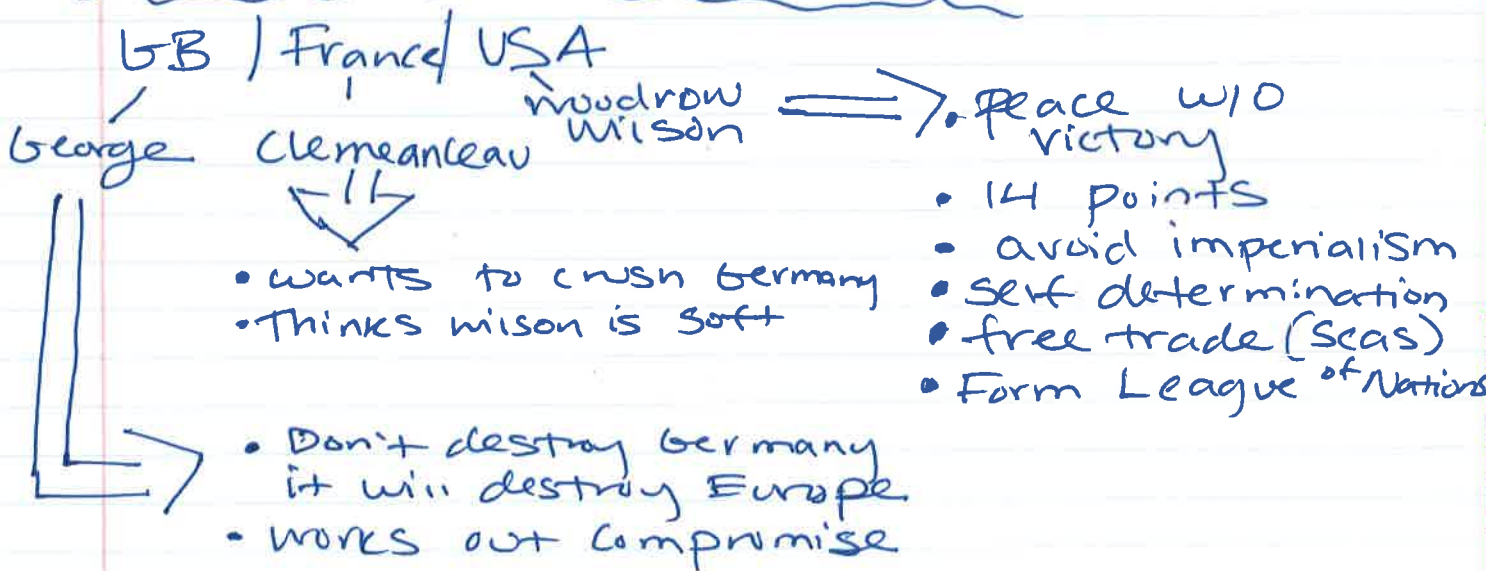 GB / France / USA
George Clemeanceau Woodrow
Wilson
• Peace w/o
victory
• 14 points
• avoid imperialism
• self determination
• free trade (seas)
• Form League of Nations
• wants to crush Germany
• Thinks wilson is soft
• Don't destroy Germany
it will destroy Europe
• works out compromise